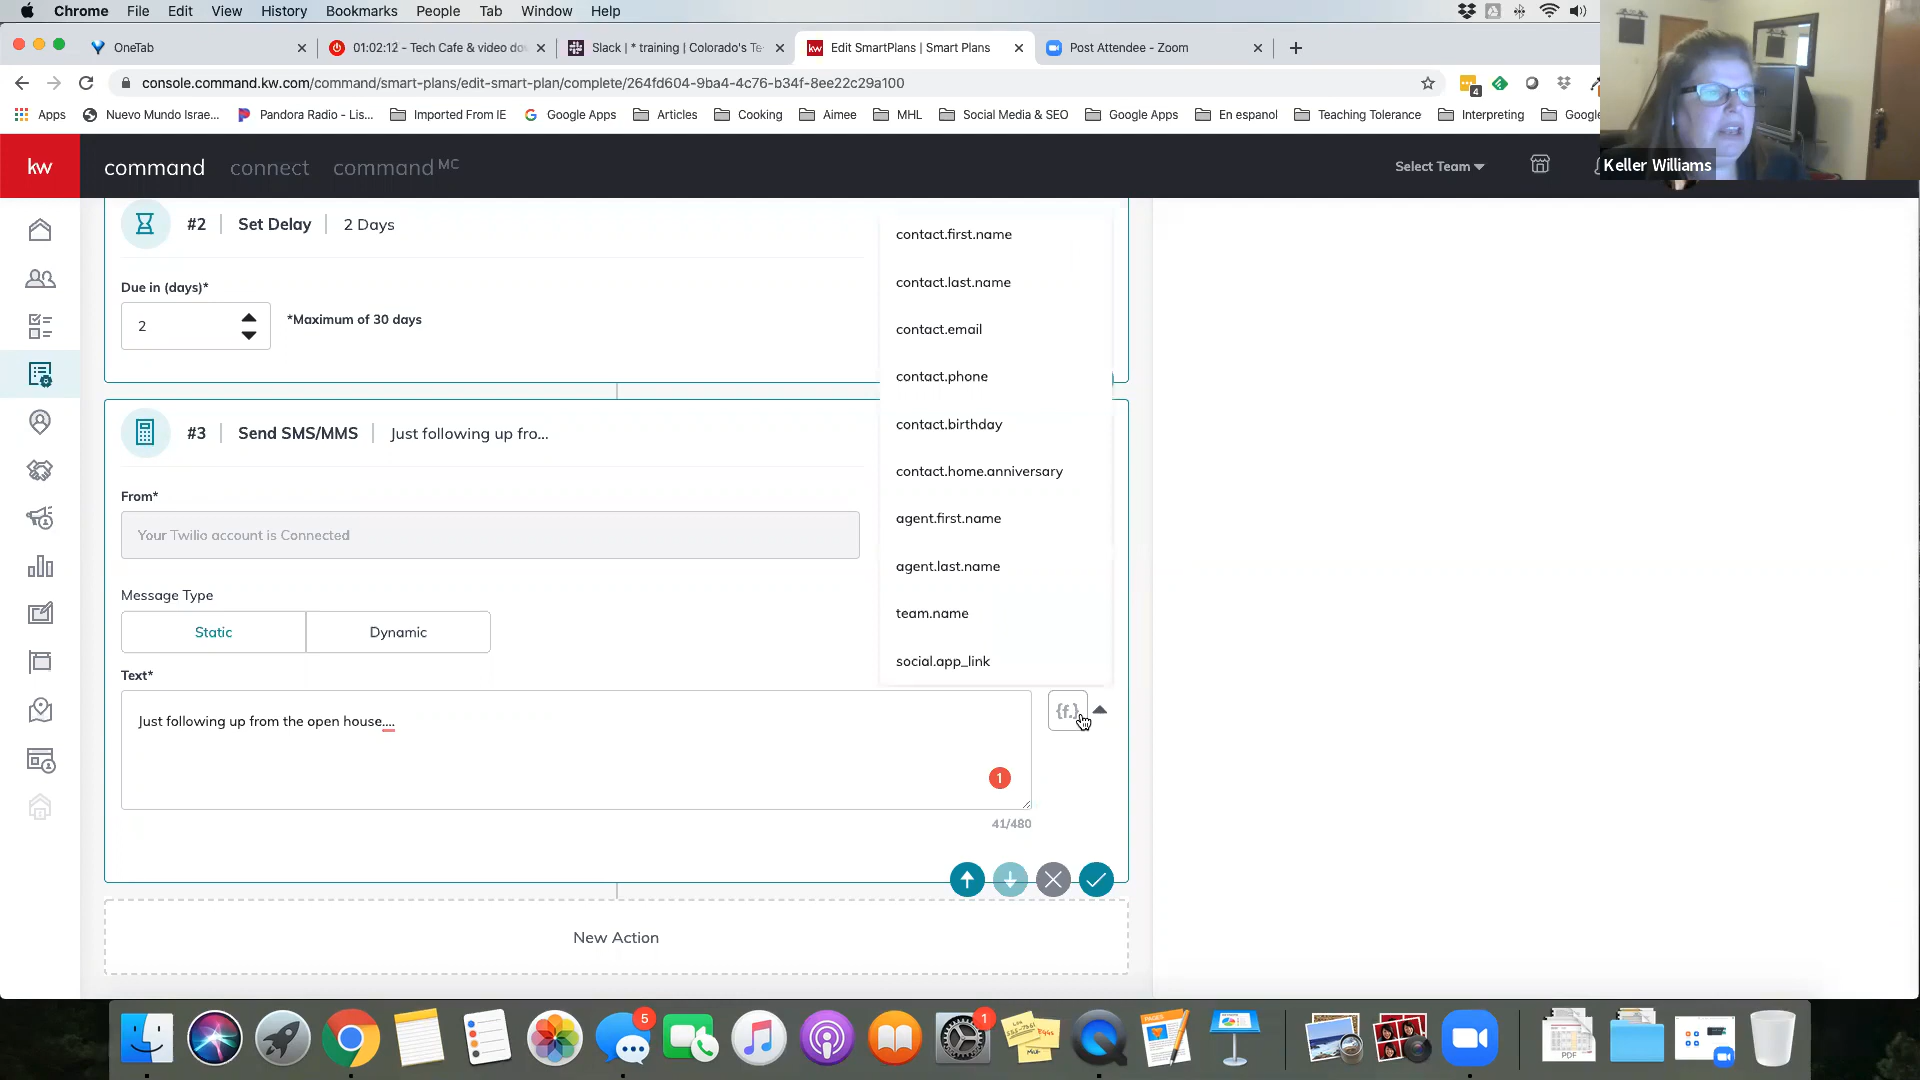 Chrome File Edit View History Bookmarks People Tab Window Help
OneTab
01:02:12 - Tech Cafe & video do
Slack | * training | Colorado's Te
Edit SmartPlans | Smart Plans
Post Attendee - Zoom
console.command.kw.com/command/smart-plans/edit-smart-plan/complete/264fd604-9ba4-4c76-b34f-8ee22c29a100
4
Apps
Nuevo Mundo Israe...
Pandora Radio - Lis...
Imported From IE
Google Apps
Articles
Cooking
Aimee
MHL
Social Media & SEO
Google Apps
En espanol
Teaching Tolerance
Interpreting
Google
kw
command connect command MC
Select Team
Keller Williams
#2 Set Delay 2 Days
Due in (days)*
2
*Maximum of 30 days
contact.first.name
contact.last.name
contact.email
contact.phone
contact.birthday
contact.home.anniversary
agent.first.name
agent.last.name
team.name
social.app_link
#3 Send SMS/MMS Just following up fro...
From*
Your Twilio account is Connected
Message Type
Static Dynamic
Text*
Just following up from the open house....
{f.}
1
41/480
New Action
5
1
PAGES
PDF